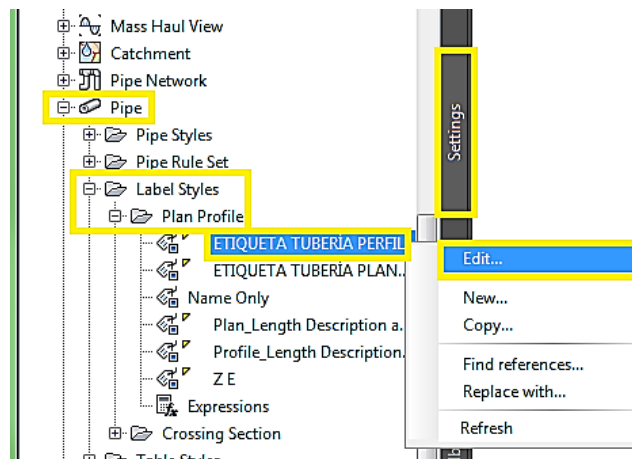 Mass Haul View
Catchment
Pipe Network
Pipe
Pipe Styles
Pipe Rule Set
Label Styles
Plan Profile
ETIQUETA TUBERÍA PERFIL
ETIQUETA TUBERÍA PLAN...
Name Only
Plan_Length Description a...
Profile_Length Description...
Z E
Expressions
Crossing Section
Table Styles
Settings
Edit...
New...
Copy...
Find references...
Replace with...
Refresh